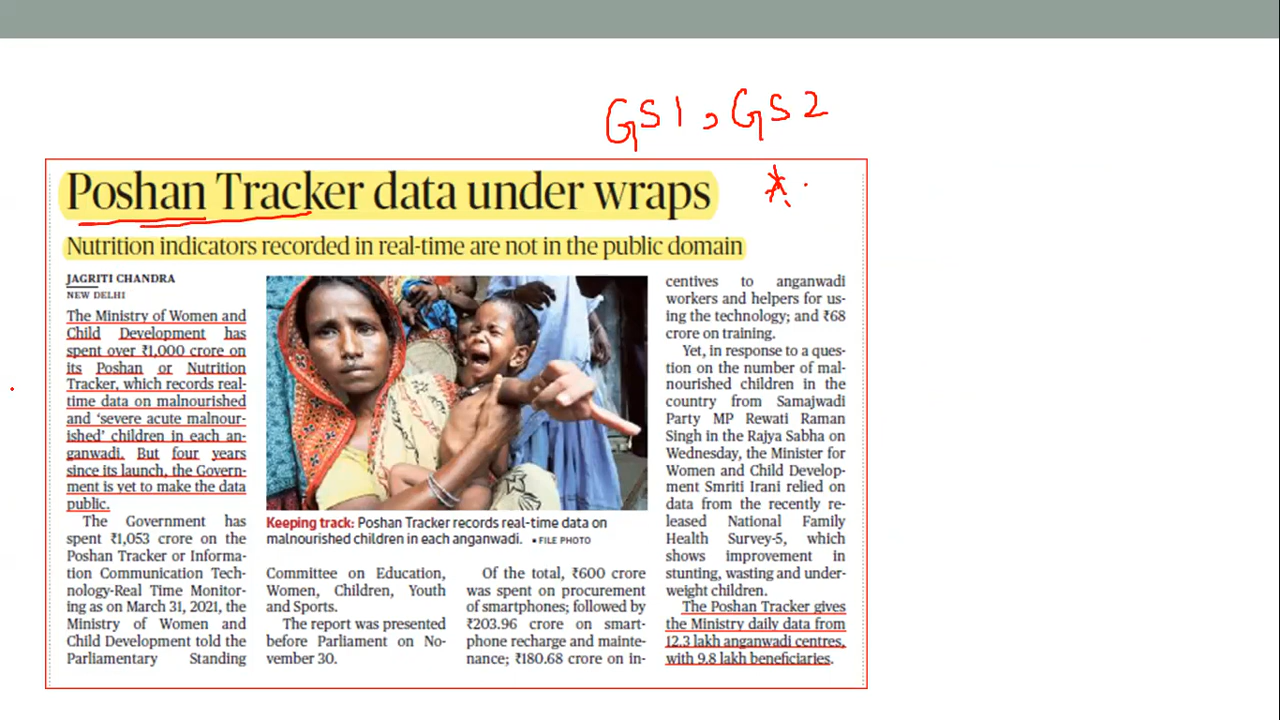 GS1, GS2
Poshan Tracker data under wraps
Nutrition indicators recorded in real-time are not in the public domain
JAGRITI CHANDRA
NEW DELHI
The Ministry of Women and
Child Development has
spent over ₹1,000 crore on
its Poshan or Nutrition
Tracker, which records real-
time data on malnourished
and ‘severe acute malnour-
ished’ children in each an-
ganwadi. But four years
since its launch, the Govern-
ment is yet to make the data
public.
The Government has
spent ₹1,053 crore on the
Poshan Tracker or Informa-
tion Communication Tech-
nology-Real Time Monitor-
ing as on March 31, 2021, the
Ministry of Women and
Child Development told the
Parliamentary Standing
Keeping track: Poshan Tracker records real-time data on
malnourished children in each anganwadi. • FILE PHOTO
Committee on Education,
Women, Children, Youth
and Sports.
The report was presented
before Parliament on No-
vember 30.
Of the total, ₹600 crore
was spent on procurement
of smartphones; followed by
₹203.96 crore on smart-
phone recharge and mainte-
nance; ₹180.68 crore on in-
centives to anganwadi
workers and helpers for us-
ing the technology; and ₹68
crore on training.
Yet, in response to a ques-
tion on the number of mal-
nourished children in the
country from Samajwadi
Party MP Rewati Raman
Singh in the Rajya Sabha on
Wednesday, the Minister for
Women and Child Develop-
ment Smriti Irani relied on
data from the recently re-
leased National Family
Health Survey-5, which
shows improvement in
stunting, wasting and under-
weight children.
The Poshan Tracker gives
the Ministry daily data from
12.3 lakh anganwadi centres,
with 9.8 lakh beneficiaries.